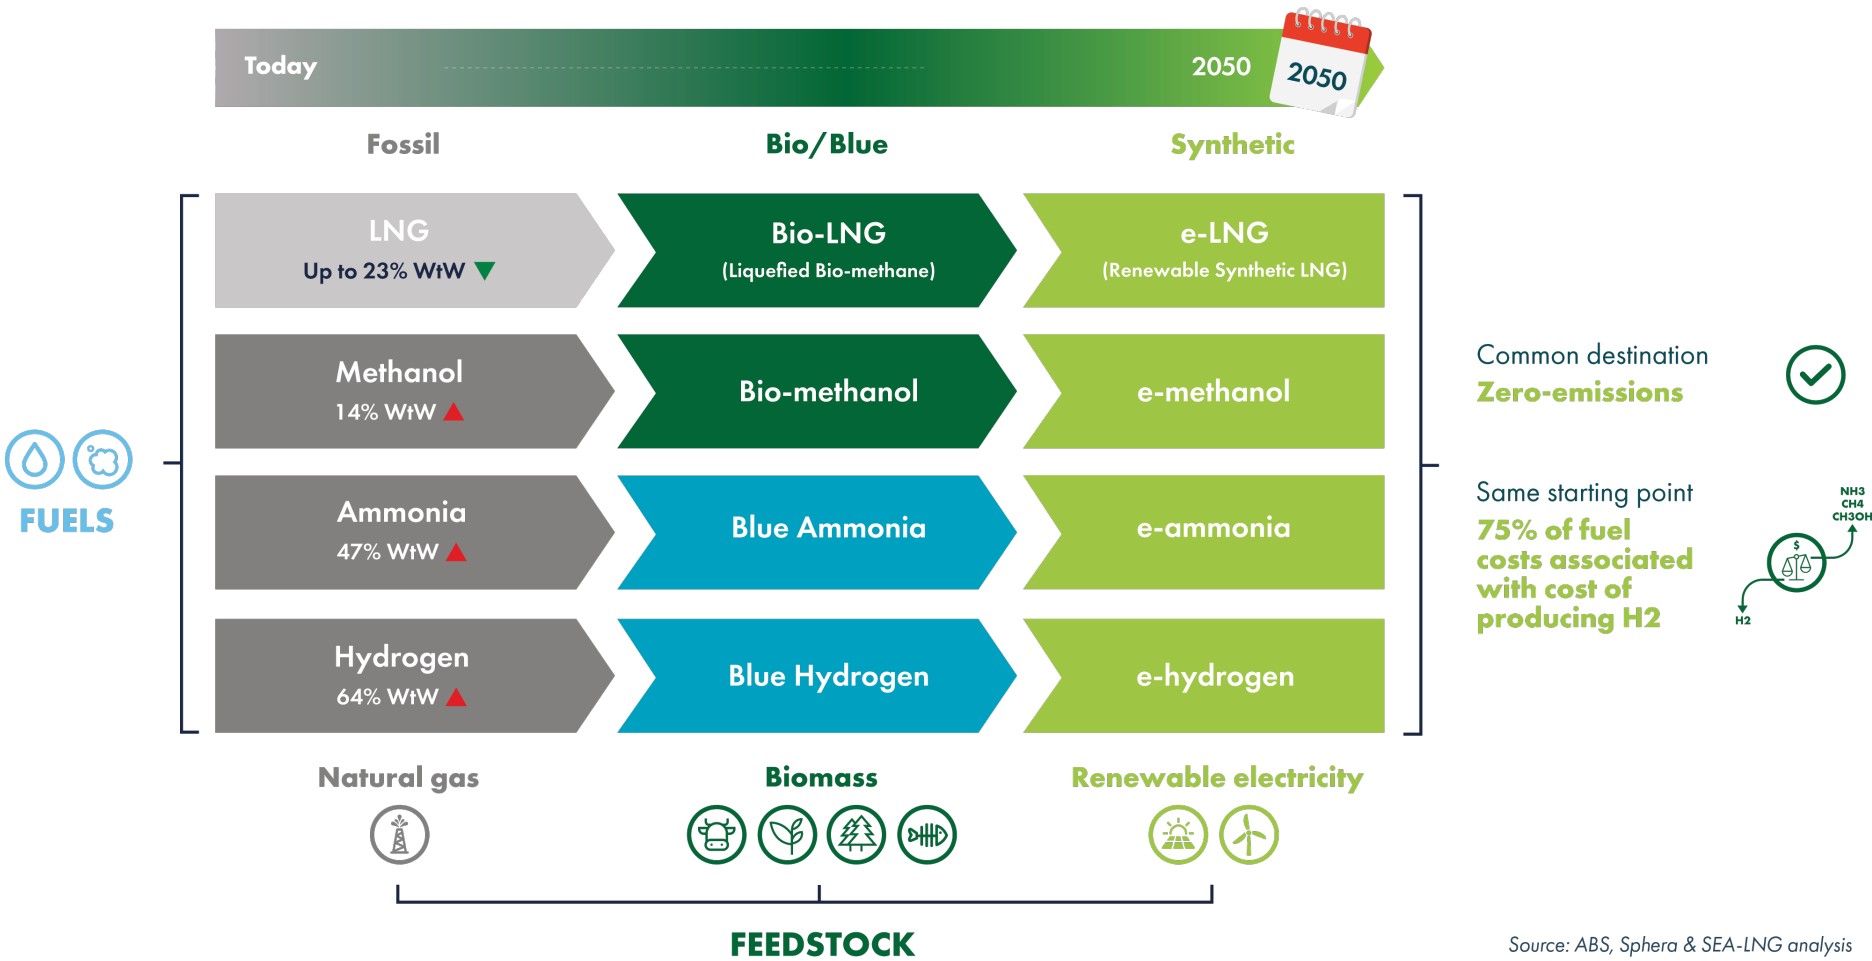 Today
2050
2050
Fossil
Bio/Blue
Synthetic
LNG
Up to 23% WtW
Bio-LNG
(Liquefied Bio-methane)
e-LNG
(Renewable Synthetic LNG)
Methanol
14% WtW
Bio-methanol
e-methanol
Ammonia
47% WtW
Blue Ammonia
e-ammonia
Hydrogen
64% WtW
Blue Hydrogen
e-hydrogen
FUELS
Common destination
Zero-emissions
Same starting point
75% of fuel
costs associated
with cost of
producing H2
NH3
CH4
CH3OH
$
H2
Natural gas
Biomass
Renewable electricity
FEEDSTOCK
Source: ABS, Sphera & SEA-LNG analysis